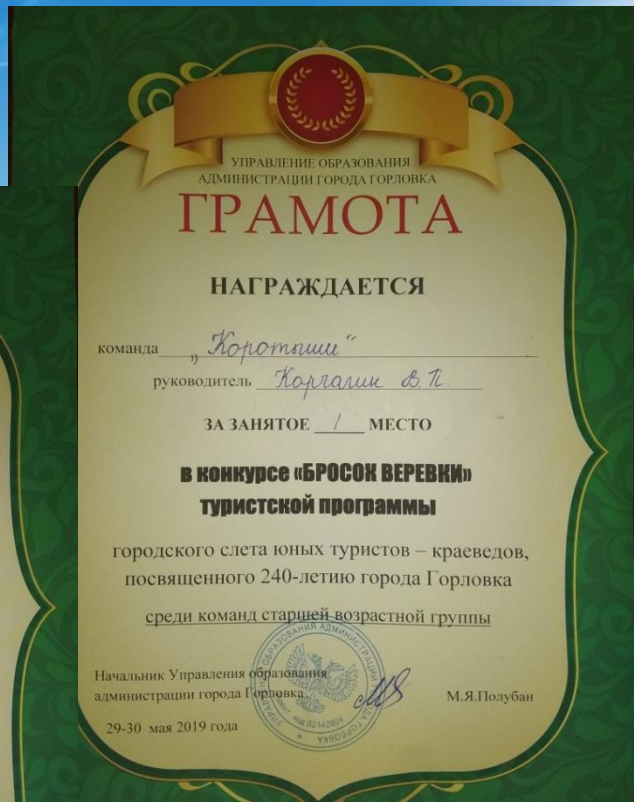 УПРАВЛЕНИЕ ОБРАЗОВАНИЯ
АДМИНИСТРАЦИИ ГОРОДА ГОРЛОВКА
ГРАМОТА
НАГРАЖДАЕТСЯ
команда „Коротыши“
руководитель Корчагин В.П.
ЗА ЗАНЯТОЕ 1 МЕСТО
в конкурсе «БРОСОК ВЕРЕВКИ»
туристской программы
городского слета юных туристов – краеведов,
посвященного 240-летию города Горловка
среди команд старшей возрастной группы
Начальник Управления образования
администрации города Горловка М.Я.Полубан
29-30 мая 2019 года